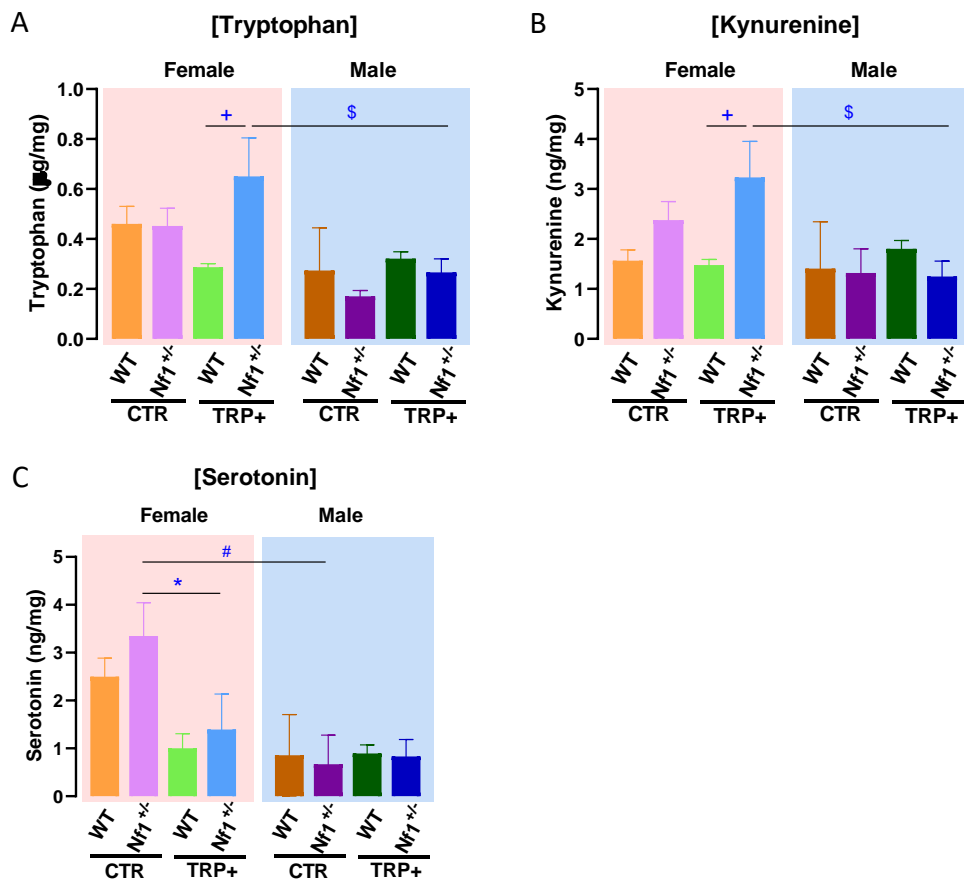 A
[Tryptophan]
Female
Male
Tryptophan (μg/mg)
1.0
0.8
0.6
0.4
0.2
0.0
+
$
WT
Nf1+/-
WT
Nf1+/-
WT
Nf1+/-
WT
Nf1+/-
CTR
TRP+
CTR
TRP+
B
[Kynurenine]
Female
Male
Kynurenine (ng/mg)
5
4
3
2
1
0
+
$
WT
Nf1+/-
WT
Nf1+/-
WT
Nf1+/-
WT
Nf1+/-
CTR
TRP+
CTR
TRP+
C
[Serotonin]
Female
Male
Serotonin (ng/mg)
5
4
3
2
1
0
#
*
WT
Nf1+/-
WT
Nf1+/-
WT
Nf1+/-
WT
Nf1+/-
CTR
TRP+
CTR
TRP+